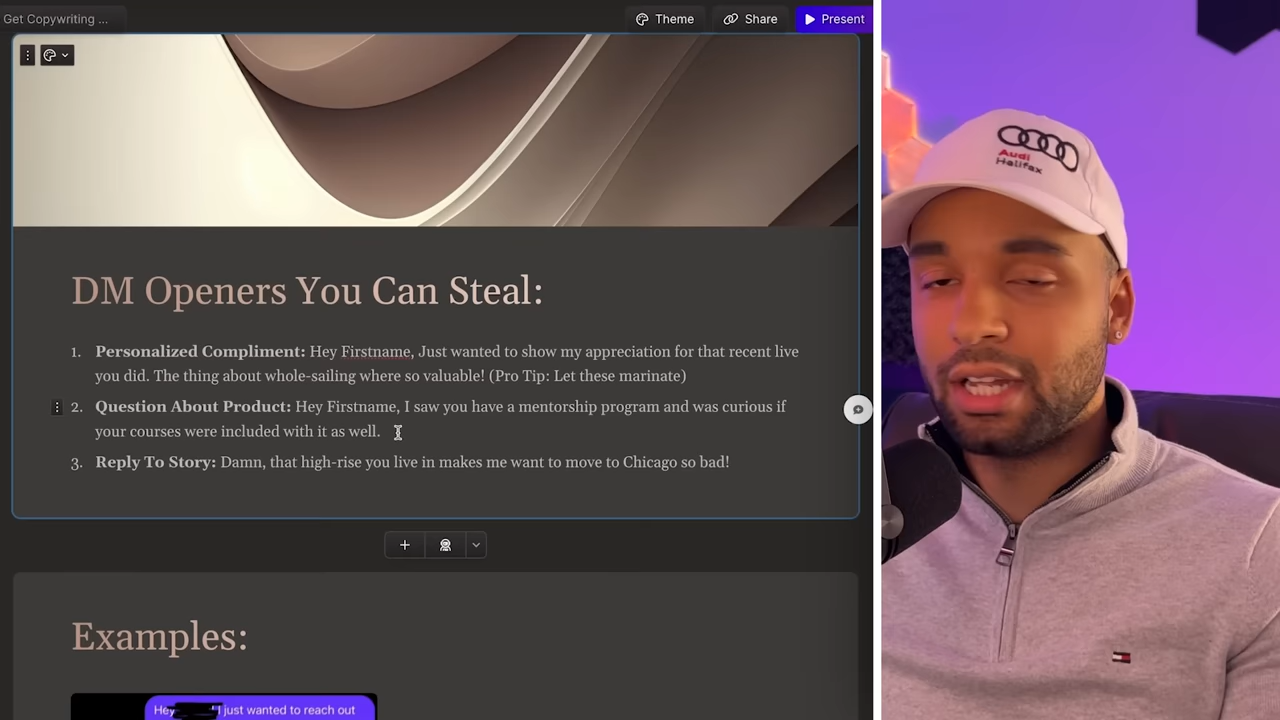 Get Copywriting ...
Theme
Share
Present
DM Openers You Can Steal:
1. Personalized Compliment: Hey Firstname, Just wanted to show my appreciation for that recent live
you did. The thing about whole-sailing where so valuable! (Pro Tip: Let these marinate)
2. Question About Product: Hey Firstname, I saw you have a mentorship program and was curious if
your courses were included with it as well.
3. Reply To Story: Damn, that high-rise you live in makes me want to move to Chicago so bad!
Examples:
Hey I just wanted to reach out
Audi
Halifax